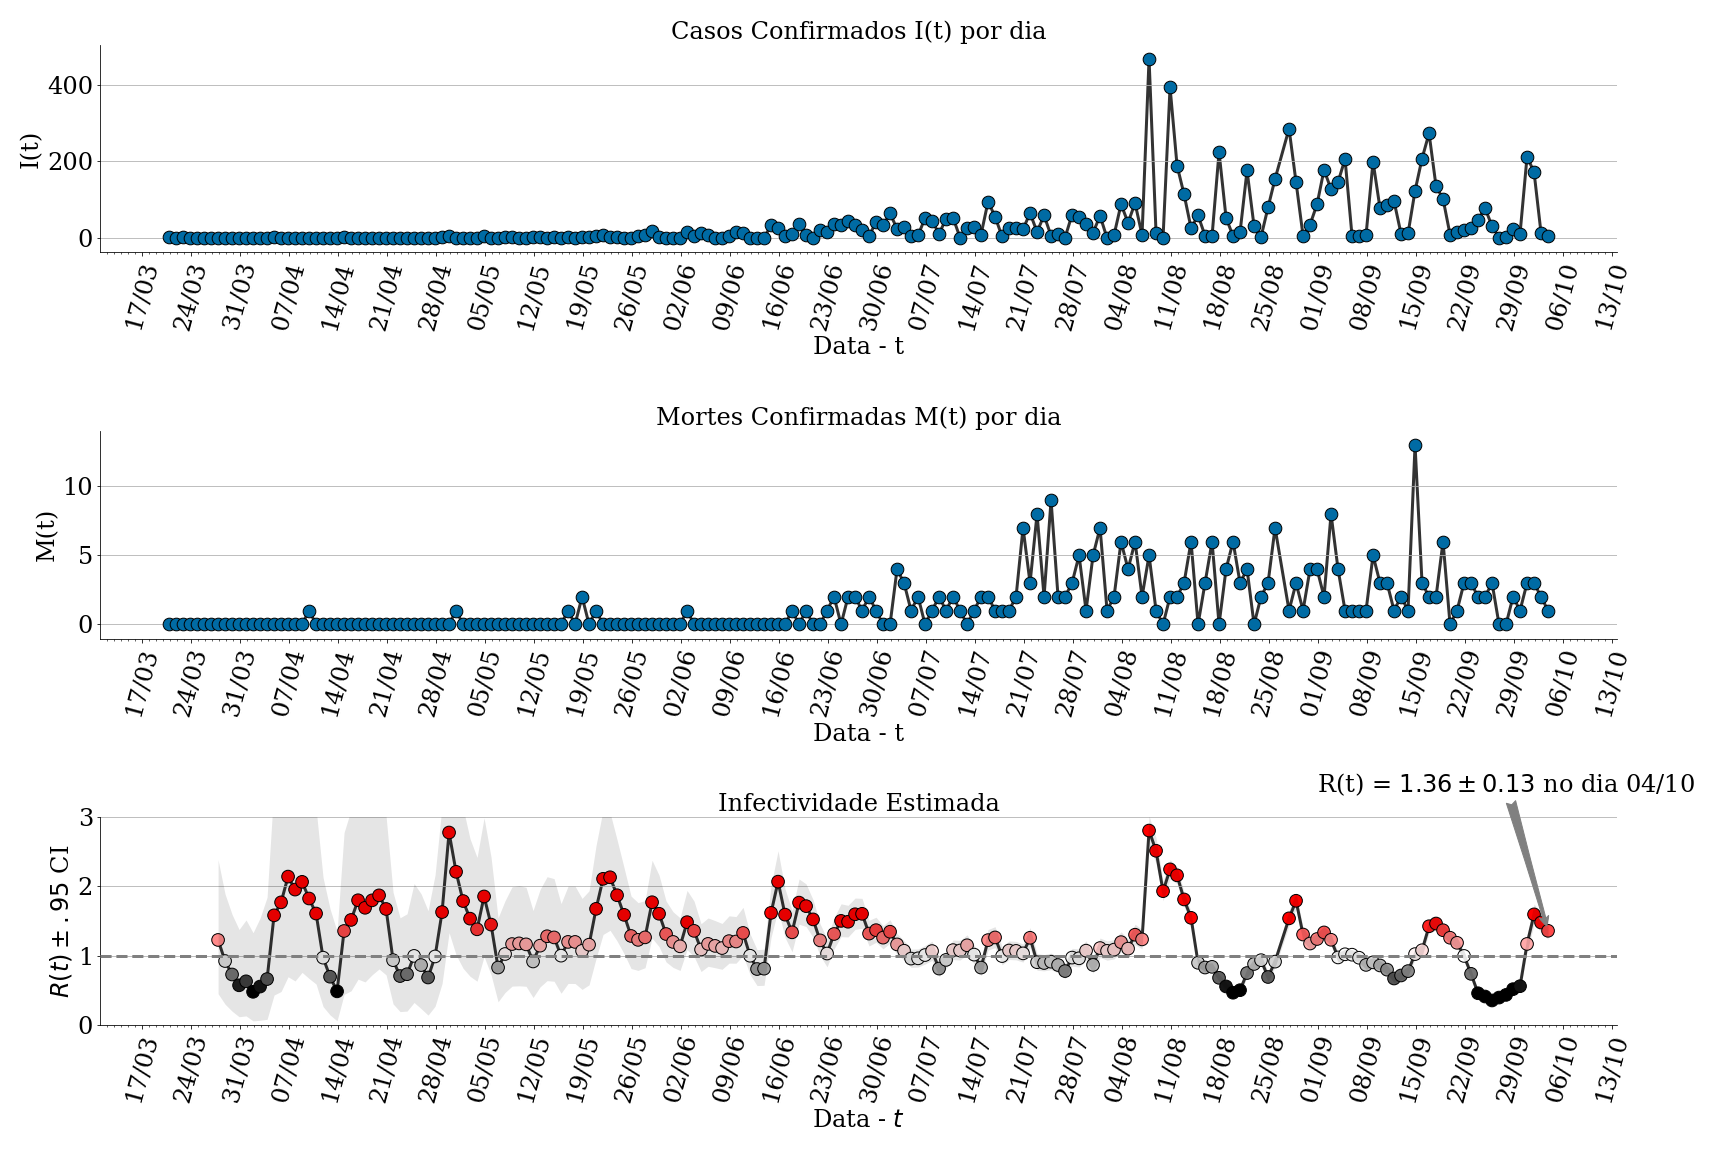 Casos Confirmados I(t) por dia
I(t)
400
200
0
17/03 24/03 31/03 07/04 14/04 21/04 28/04 05/05 12/05 19/05 26/05 02/06 09/06 16/06 23/06 30/06 07/07 14/07 21/07 28/07 04/08 11/08 18/08 25/08 01/09 08/09 15/09 22/09 29/09 06/10 13/10
Data - t
Mortes Confirmadas M(t) por dia
M(t)
10
5
0
17/03 24/03 31/03 07/04 14/04 21/04 28/04 05/05 12/05 19/05 26/05 02/06 09/06 16/06 23/06 30/06 07/07 14/07 21/07 28/07 04/08 11/08 18/08 25/08 01/09 08/09 15/09 22/09 29/09 06/10 13/10
Data - t
R(t) = 1.36 ± 0.13 no dia 04/10
Infectividade Estimada
R(t) ± .95 CI
3
2
1
0
17/03 24/03 31/03 07/04 14/04 21/04 28/04 05/05 12/05 19/05 26/05 02/06 09/06 16/06 23/06 30/06 07/07 14/07 21/07 28/07 04/08 11/08 18/08 25/08 01/09 08/09 15/09 22/09 29/09 06/10 13/10
Data - t